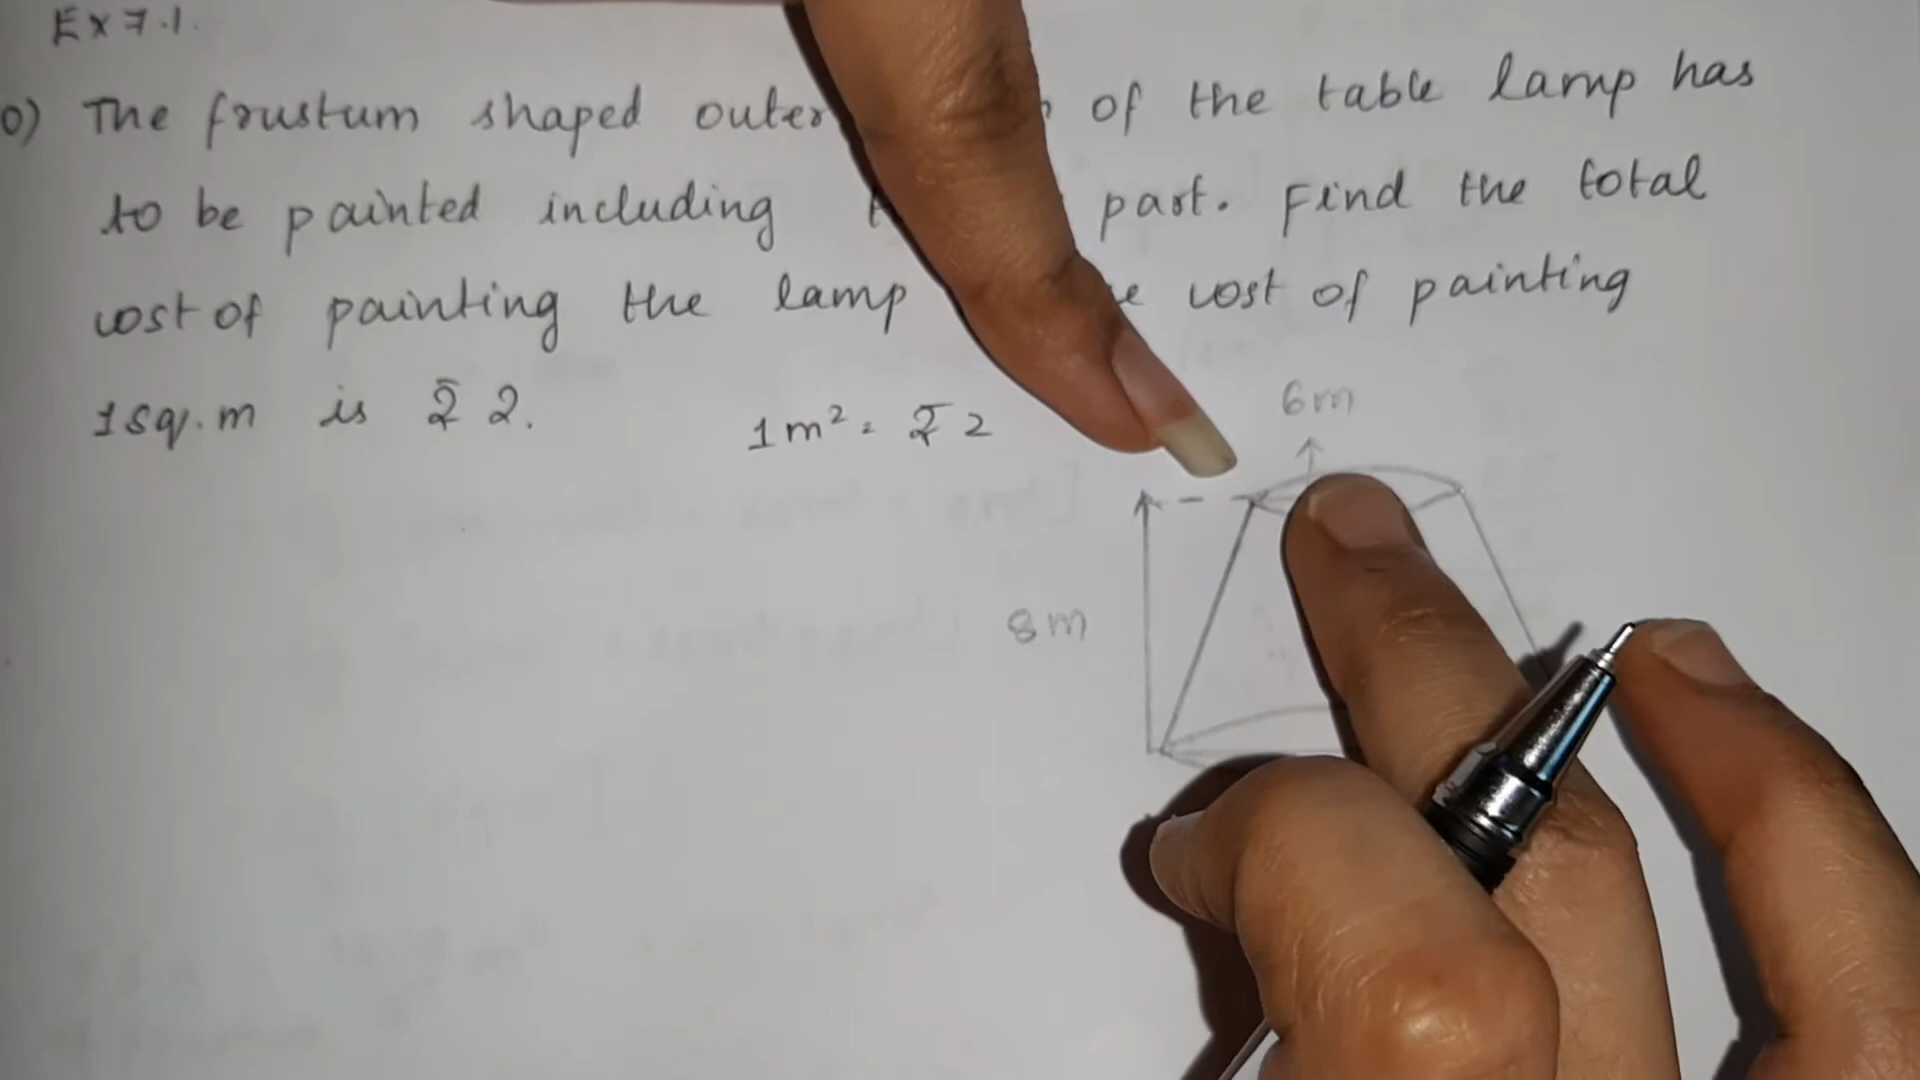 Ex 7.1.
0) The frustum shaped outer of the table lamp has
to be painted including part. Find the total
cost of painting the lamp cost of painting
1sq.m is ₹ 2.
1m² = ₹ 2
6m
8m